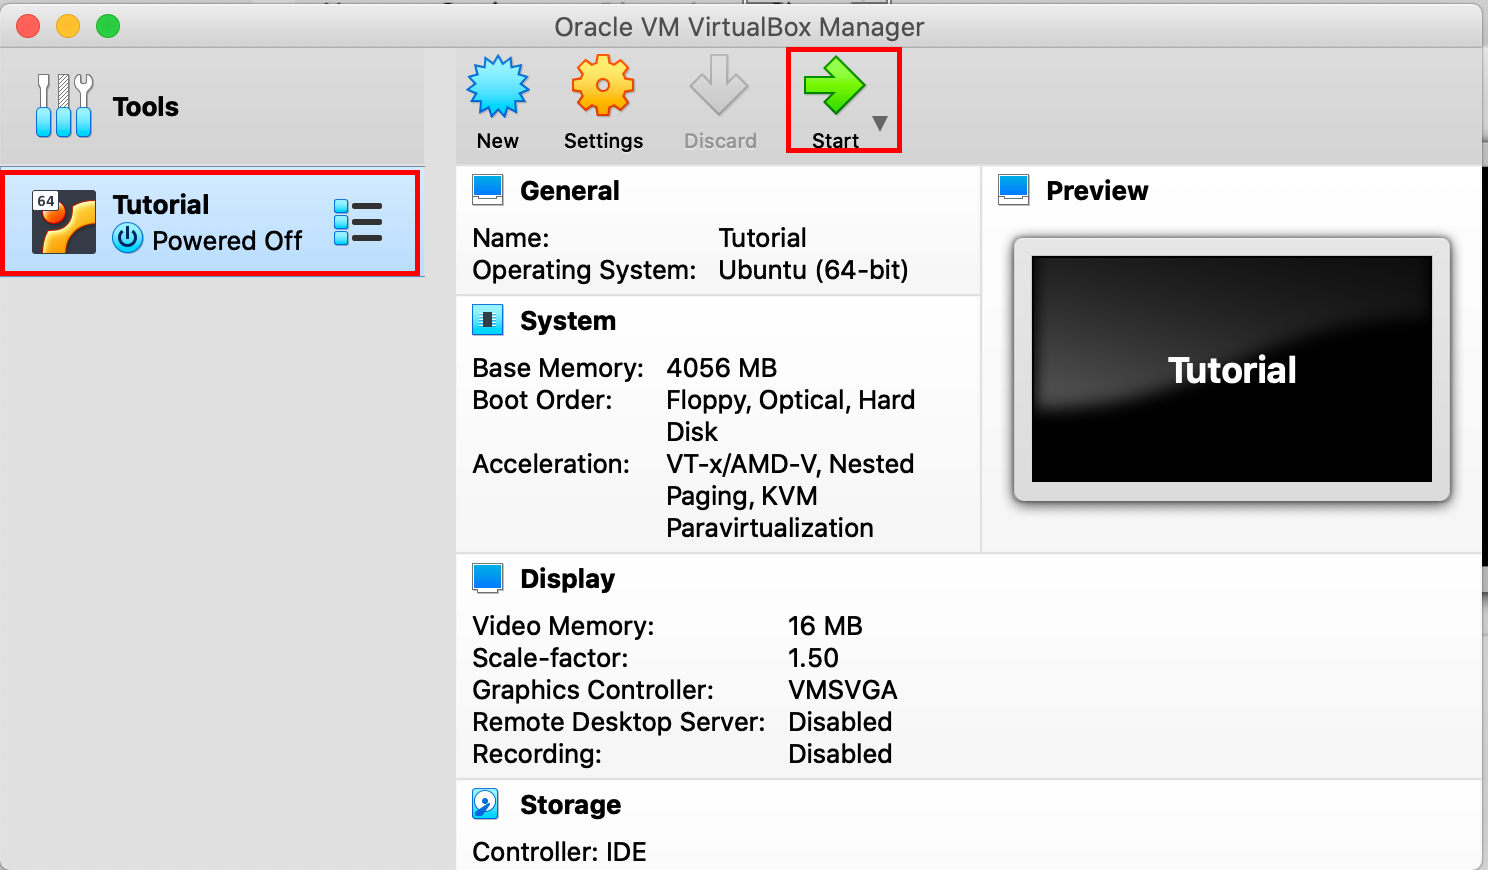 Oracle VM VirtualBox Manager
Tools
New
Settings
Discard
Start
64
Tutorial
Powered Off
General
Name: Tutorial
Operating System: Ubuntu (64-bit)
Preview
Tutorial
System
Base Memory: 4056 MB
Boot Order: Floppy, Optical, Hard
Disk
Acceleration: VT-x/AMD-V, Nested
Paging, KVM
Paravirtualization
Display
Video Memory: 16 MB
Scale-factor: 1.50
Graphics Controller: VMSVGA
Remote Desktop Server: Disabled
Recording: Disabled
Storage
Controller: IDE